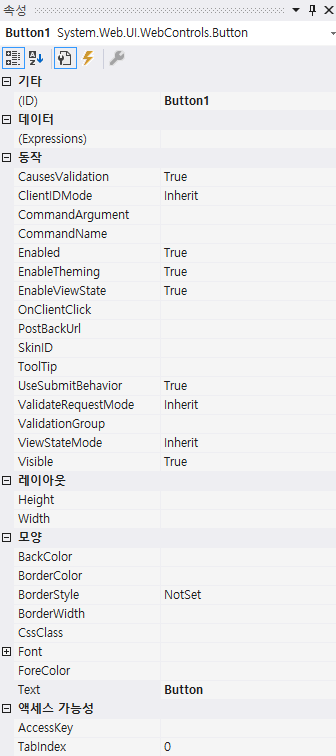 속성
Button1 System.Web.UI.WebControls.Button
기타
(ID) Button1
데이터
(Expressions)
동작
CausesValidation True
ClientIDMode Inherit
CommandArgument
CommandName
Enabled True
EnableTheming True
EnableViewState True
OnClientClick
PostBackUrl
SkinID
ToolTip
UseSubmitBehavior True
ValidateRequestMode Inherit
ValidationGroup
ViewStateMode Inherit
Visible True
레이아웃
Height
Width
모양
BackColor
BorderColor
BorderStyle NotSet
BorderWidth
CssClass
Font
ForeColor
Text Button
액세스 가능성
AccessKey
TabIndex 0